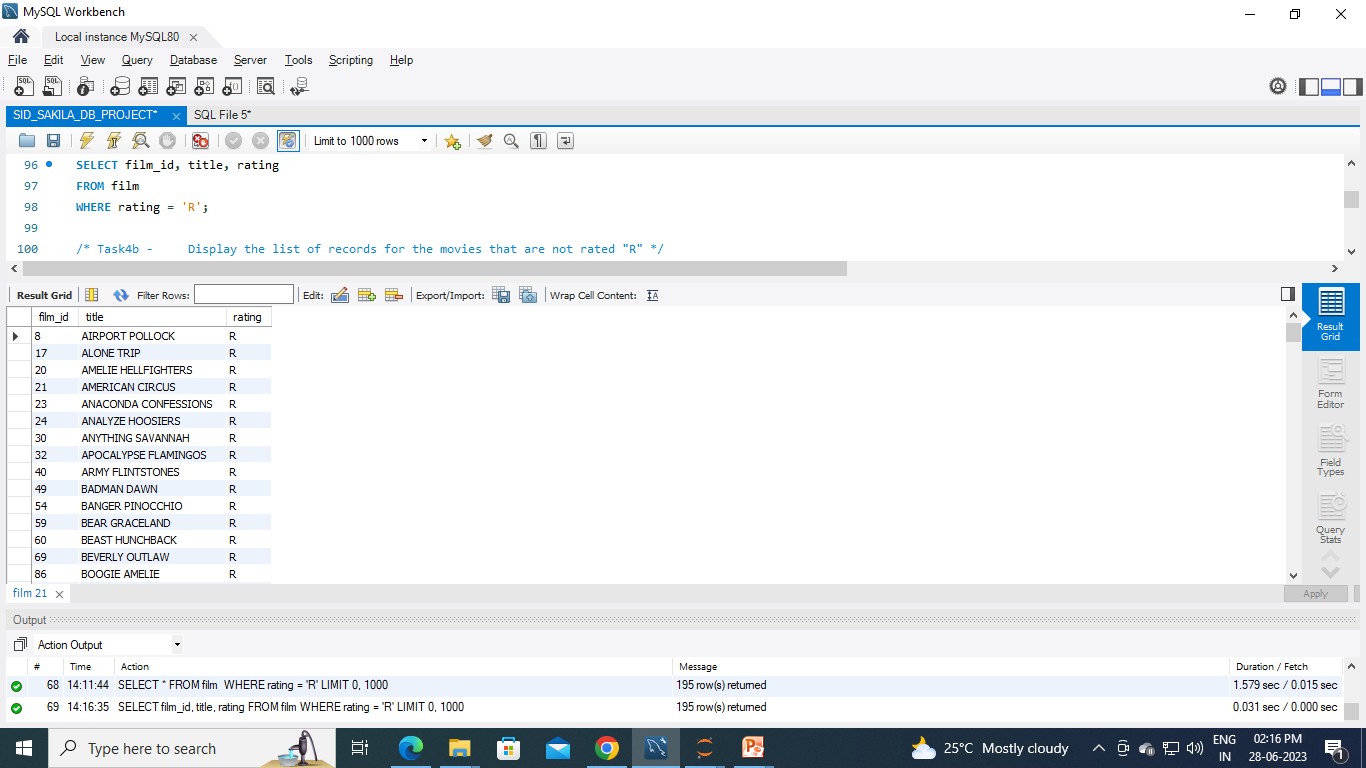 MySQL Workbench
Local instance MySQL80
File Edit View Query Database Server Tools Scripting Help
SID_SAKILA_DB_PROJECT* SQL File 5*
Limit to 1000 rows
96 SELECT film_id, title, rating
97 FROM film
98 WHERE rating = 'R';
99
100 /* Task4b - Display the list of records for the movies that are not rated "R" */
Result Grid Filter Rows: Edit: Export/Import: Wrap Cell Content:
film_id title rating
8 AIRPORT POLLOCK R
17 ALONE TRIP R
20 AMELIE HELLFIGHTERS R
21 AMERICAN CIRCUS R
23 ANACONDA CONFESSIONS R
24 ANALYZE HOOSIERS R
30 ANYTHING SAVANNAH R
32 APOCALYPSE FLAMINGOS R
40 ARMY FLINTSTONES R
49 BADMAN DAWN R
54 BANGER PINOCCHIO R
59 BEAR GRACELAND R
60 BEAST HUNCHBACK R
69 BEVERLY OUTLAW R
86 BOOGIE AMELIE R
Result
Grid
Form
Editor
Field
Types
Query
Stats
film 21 Apply
Output
Action Output
# Time Action Message Duration / Fetch
68 14:11:44 SELECT * FROM film WHERE rating = 'R' LIMIT 0, 1000 195 row(s) returned 1.579 sec / 0.015 sec
69 14:16:35 SELECT film_id, title, rating FROM film WHERE rating = 'R' LIMIT 0, 1000 195 row(s) returned 0.031 sec / 0.000 sec
Type here to search
25°C Mostly cloudy
ENG
IN
02:16 PM
28-06-2023
1